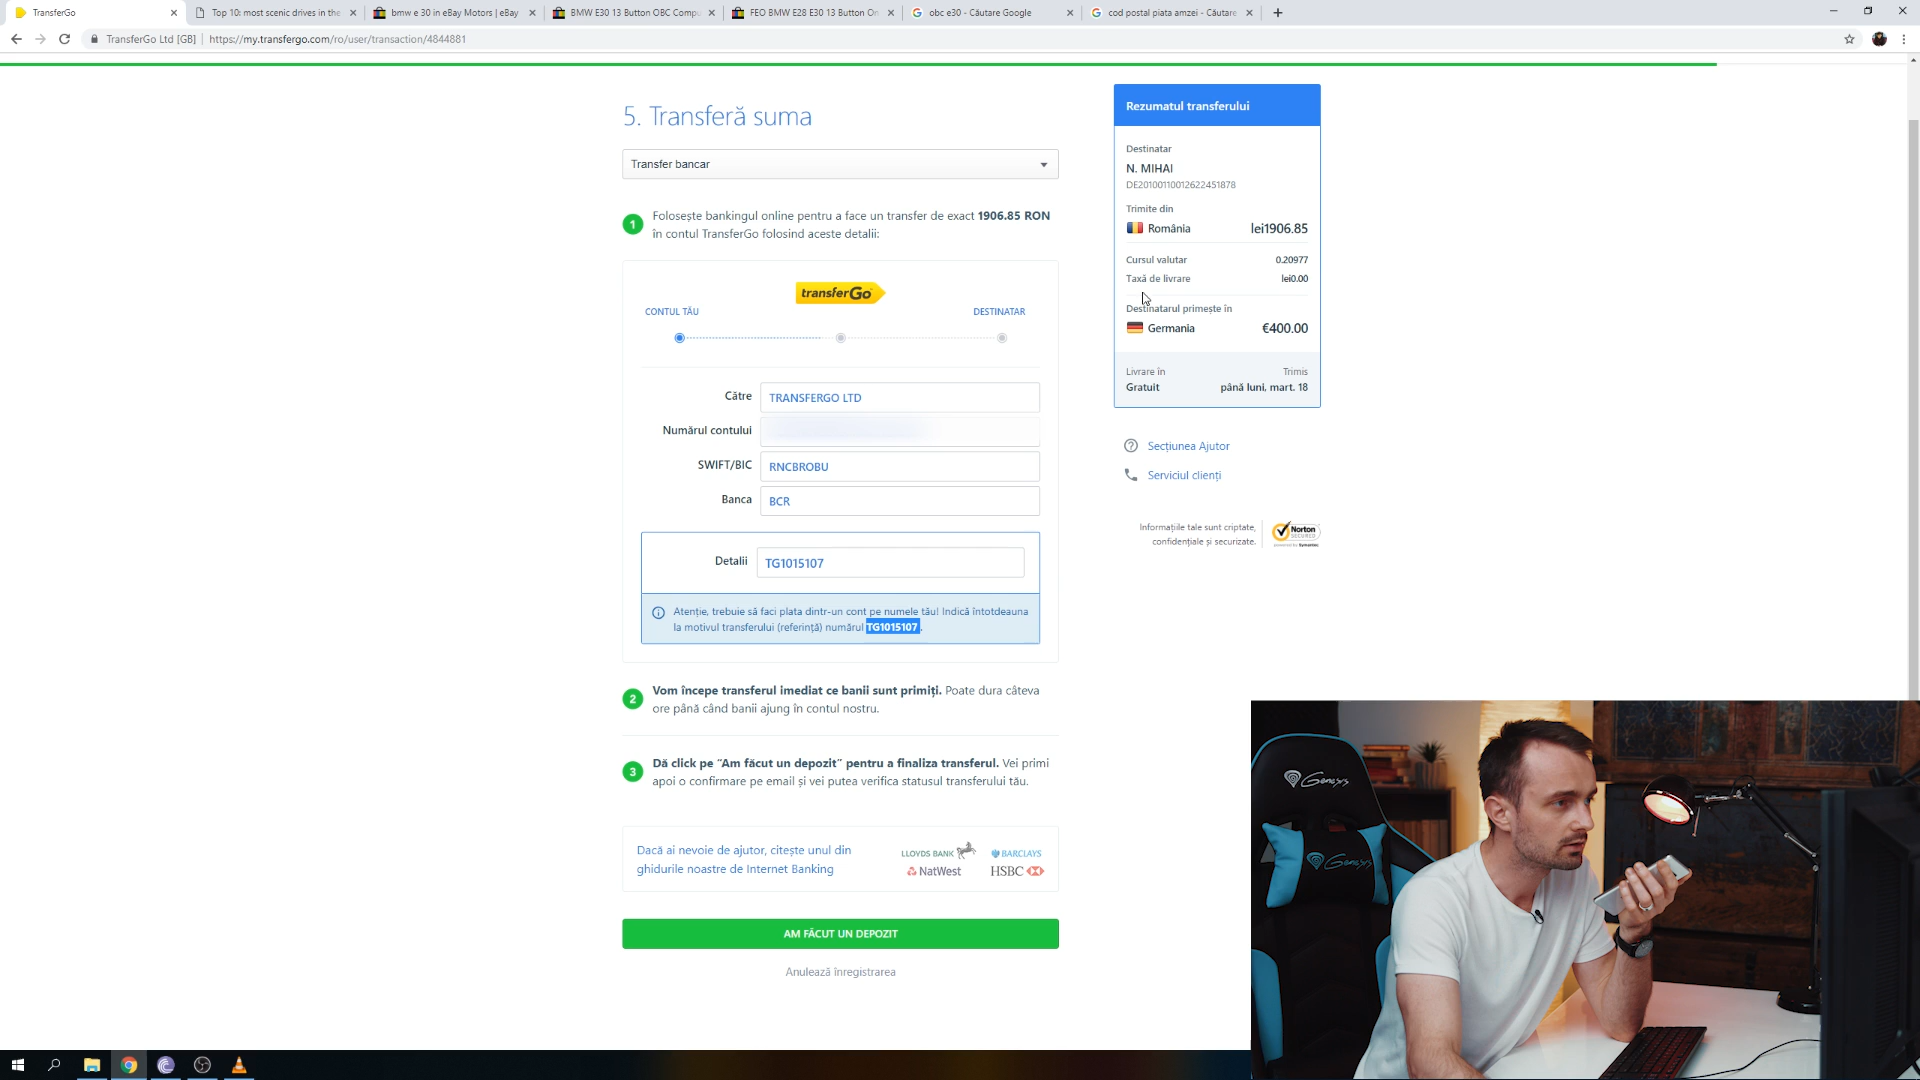 TransferGo
Top 10: most scenic drives in the
bmw e 30 in eBay Motors | eBay
BMW E30 13 Button OBC Compu
FEO BMW E28 E30 13 Button On
obc e30 - Căutare Google
cod postal piata amzei - Căutare
TransferGo Ltd [GB] | https://my.transfergo.com/ro/user/transaction/4844881
5. Transferă suma
Transfer bancar
1 Folosește bankingul online pentru a face un transfer de exact 1906.85 RON
în contul TransferGo folosind aceste detalii:
transferGo
CONTUL TĂU
DESTINATAR
Către TRANSFERGO LTD
Numărul contului
SWIFT/BIC RNCBROBU
Banca BCR
Detalii TG1015107
Atenție, trebuie să faci plata dintr-un cont pe numele tău! Indică întotdeauna
la motivul transferului (referință) numărul TG1015107.
2 Vom începe transferul imediat ce banii sunt primiți. Poate dura câteva
ore până când banii ajung în contul nostru.
3 Dă click pe “Am făcut un depozit” pentru a finaliza transferul. Vei primi
apoi o confirmare pe email și vei putea verifica statusul transferului tău.
Dacă ai nevoie de ajutor, citește unul din
ghidurile noastre de Internet Banking
LLOYDS BANK
BARCLAYS
NatWest
HSBC
AM FĂCUT UN DEPOZIT
Anulează înregistrarea
Rezumatul transferului
Destinatar
N. MIHAI
DE20100110012622451878
Trimite din
România lei1906.85
Cursul valutar 0.20977
Taxă de livrare lei0.00
Destinatarul primește în
Germania €400.00
Livrare în Trimis
Gratuit până luni, mart. 18
Secțiunea Ajutor
Serviciul clienți
Informațiile tale sunt criptate,
confidențiale și securizate.
Norton
SECURED
powered by Symantec
Genesis
Genesis